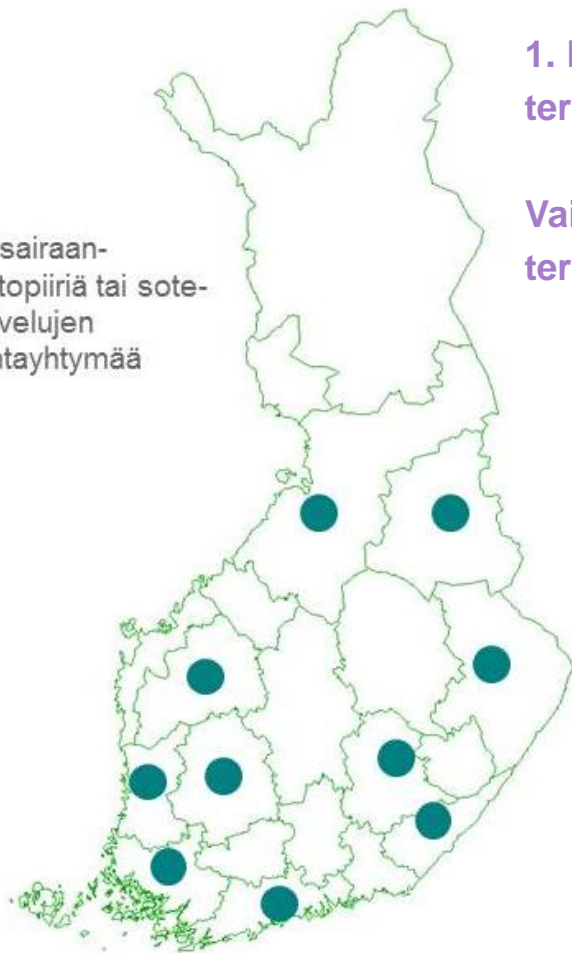 1.
ter
Vai
ter
sairaan-
topiiriä tai sote-
velujen
ntayhtymää